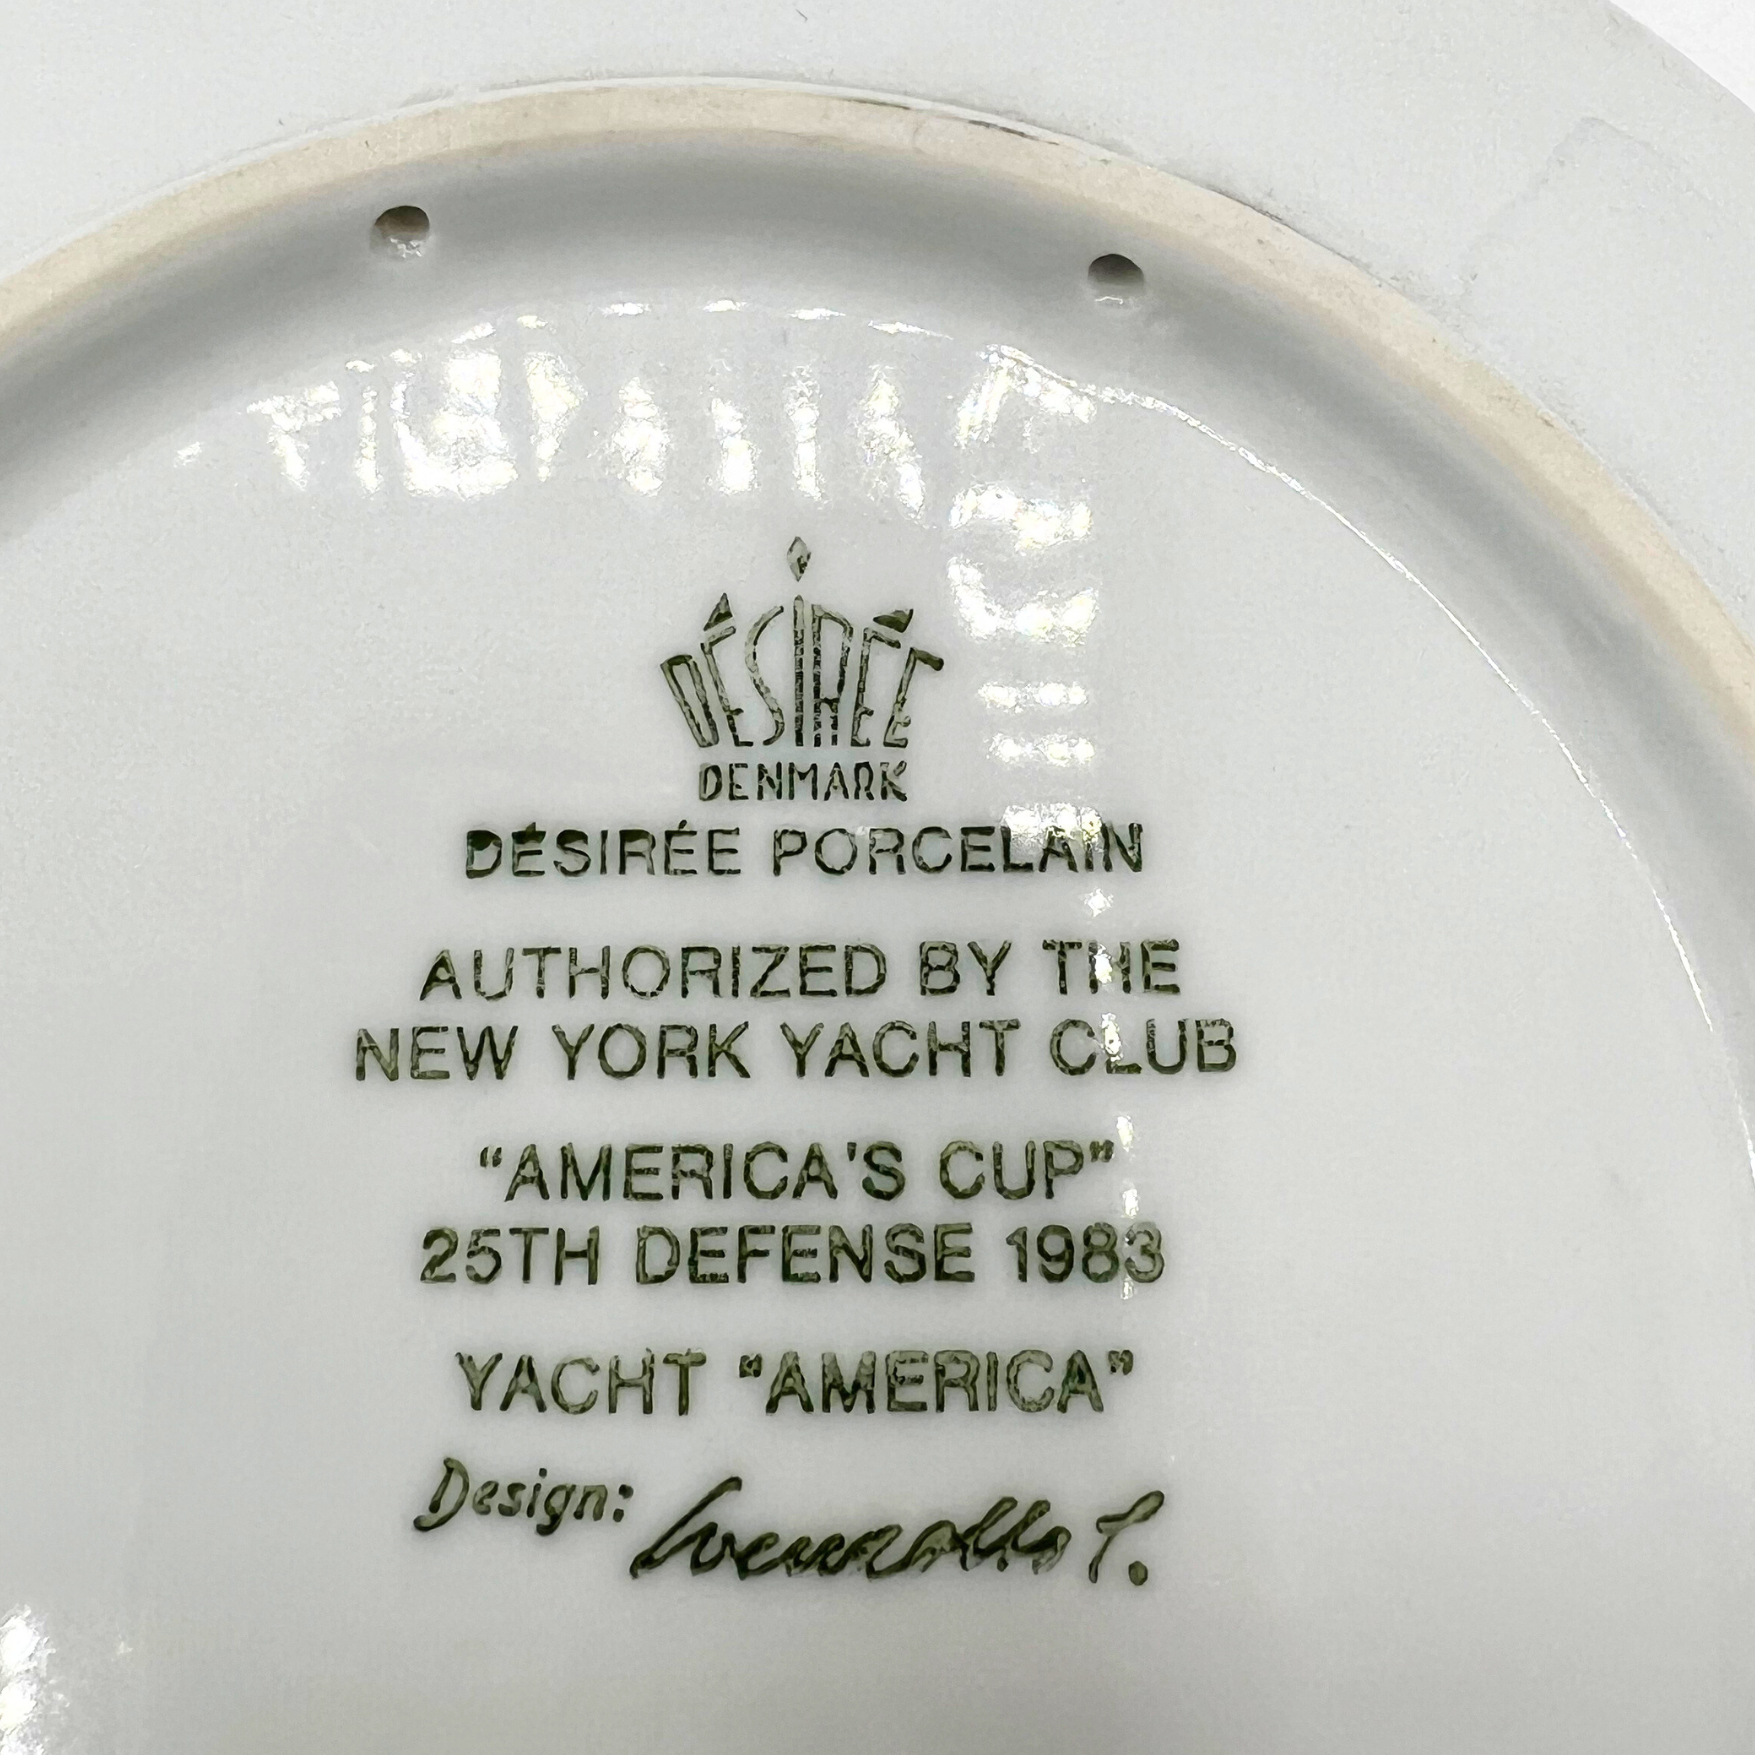 DÉSIRÉE
DENMARK
DÉSIRÉE PORCELAIN
AUTHORIZED BY THE
NEW YORK YACHT CLUB
“AMERICA'S CUP”
25TH DEFENSE 1983
YACHT “AMERICA”
Design: